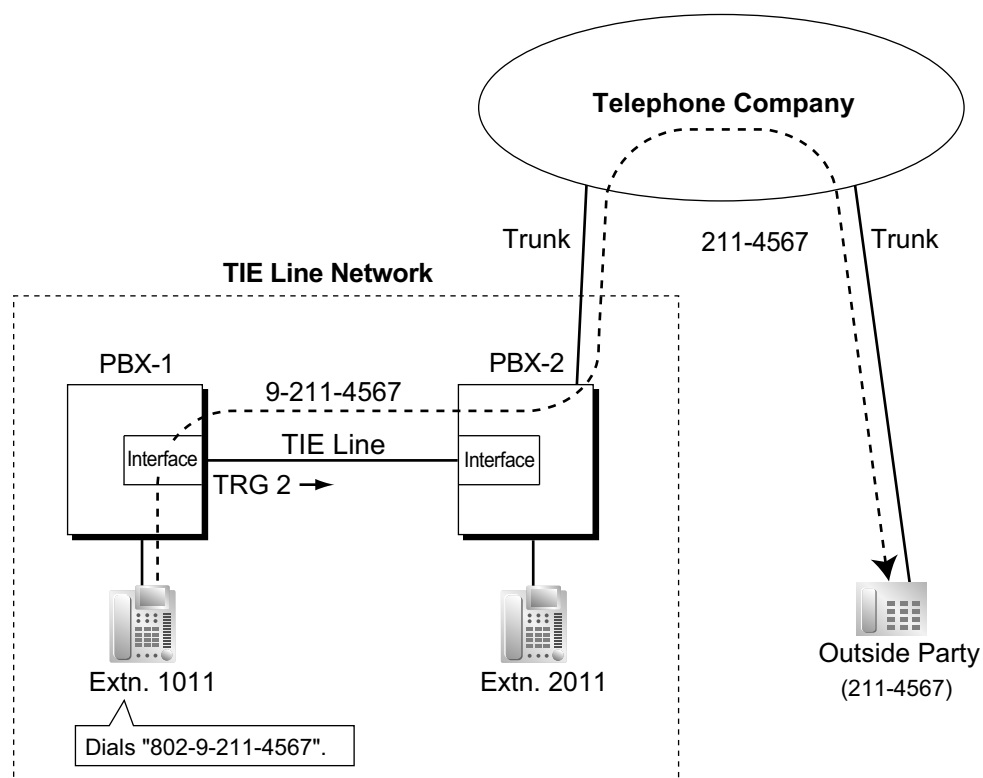 Telephone Company
Trunk
211-4567
Trunk
TIE Line Network
PBX-1
PBX-2
9-211-4567
Interface
TIE Line
Interface
TRG 2 →
Extn. 1011
Extn. 2011
Outside Party
(211-4567)
Dials "802-9-211-4567".